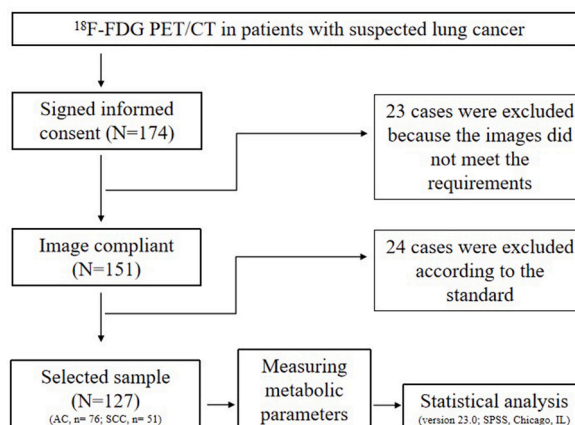 ¹⁸F-FDG PET/CT in patients with suspected lung cancer
Signed informed
consent (N=174)
23 cases were excluded
because the images did
not meet the
requirements
Image compliant
(N=151)
24 cases were excluded
according to the
standard
Selected sample
(N=127)
(AC, n= 76; SCC, n= 51)
Measuring
metabolic
parameters
Statistical analysis
(version 23.0; SPSS, Chicago, IL)